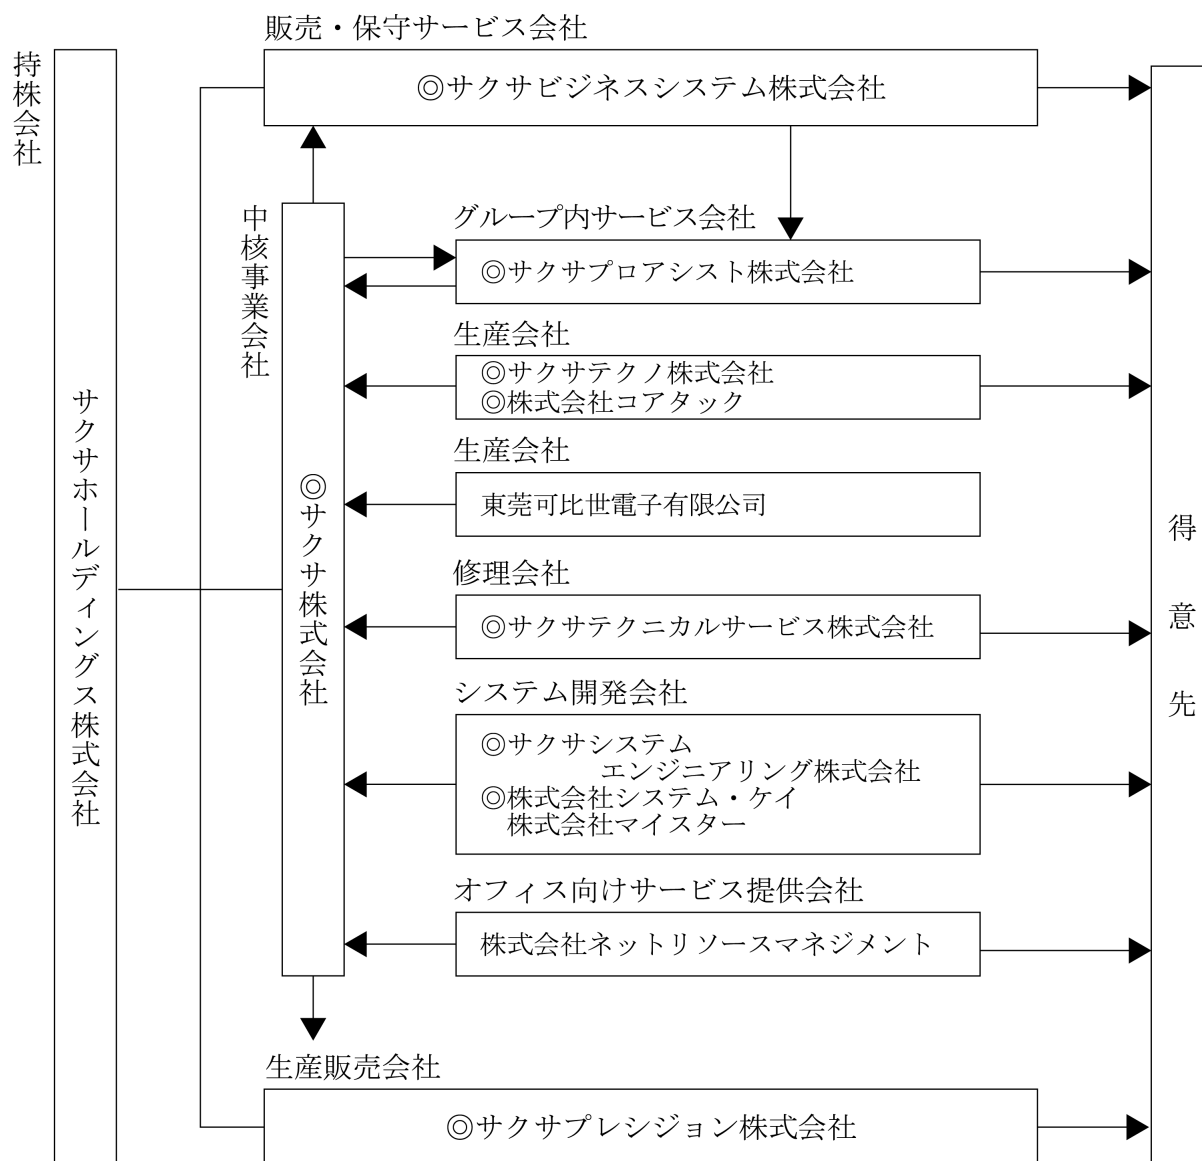 販売・保守サービス会社
◎サクサビジネスシステム株式会社
持株会社
サクサホールディングス株式会社
中核事業会社
◎サクサ株式会社
グループ内サービス会社
◎サクサプロアシスト株式会社
生産会社
◎サクサテクノ株式会社
◎株式会社コアタック
生産会社
東莞可比世電子有限公司
修理会社
◎サクサテクニカルサービス株式会社
システム開発会社
◎サクサシステム
エンジニアリング株式会社
◎株式会社システム・ケイ
株式会社マイスター
オフィス向けサービス提供会社
株式会社ネットリソースマネジメント
生産販売会社
◎サクサプレシジョン株式会社
得意先